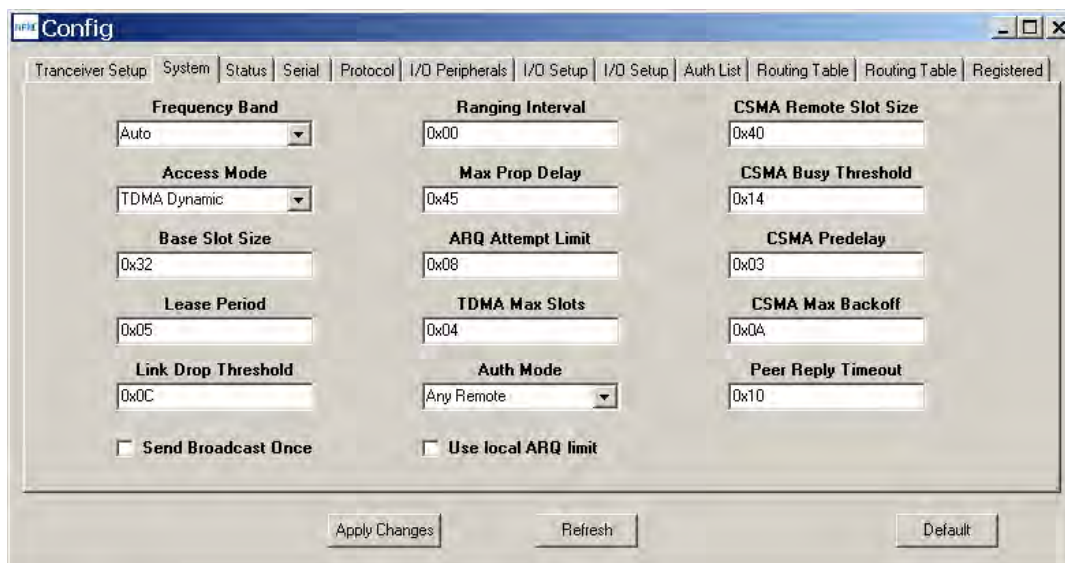 RFM Config
Tranceiver Setup System Status Serial Protocol I/O Peripherals I/O Setup I/O Setup Auth List Routing Table Routing Table Registered
Frequency Band Ranging Interval CSMA Remote Slot Size
Auto 0x00 0x40
Access Mode Max Prop Delay CSMA Busy Threshold
TDMA Dynamic 0x45 0x14
Base Slot Size ARQ Attempt Limit CSMA Predelay
0x32 0x08 0x03
Lease Period TDMA Max Slots CSMA Max Backoff
0x05 0x04 0x0A
Link Drop Threshold Auth Mode Peer Reply Timeout
0x0C Any Remote 0x10
Send Broadcast Once Use local ARQ limit
Apply Changes Refresh Default